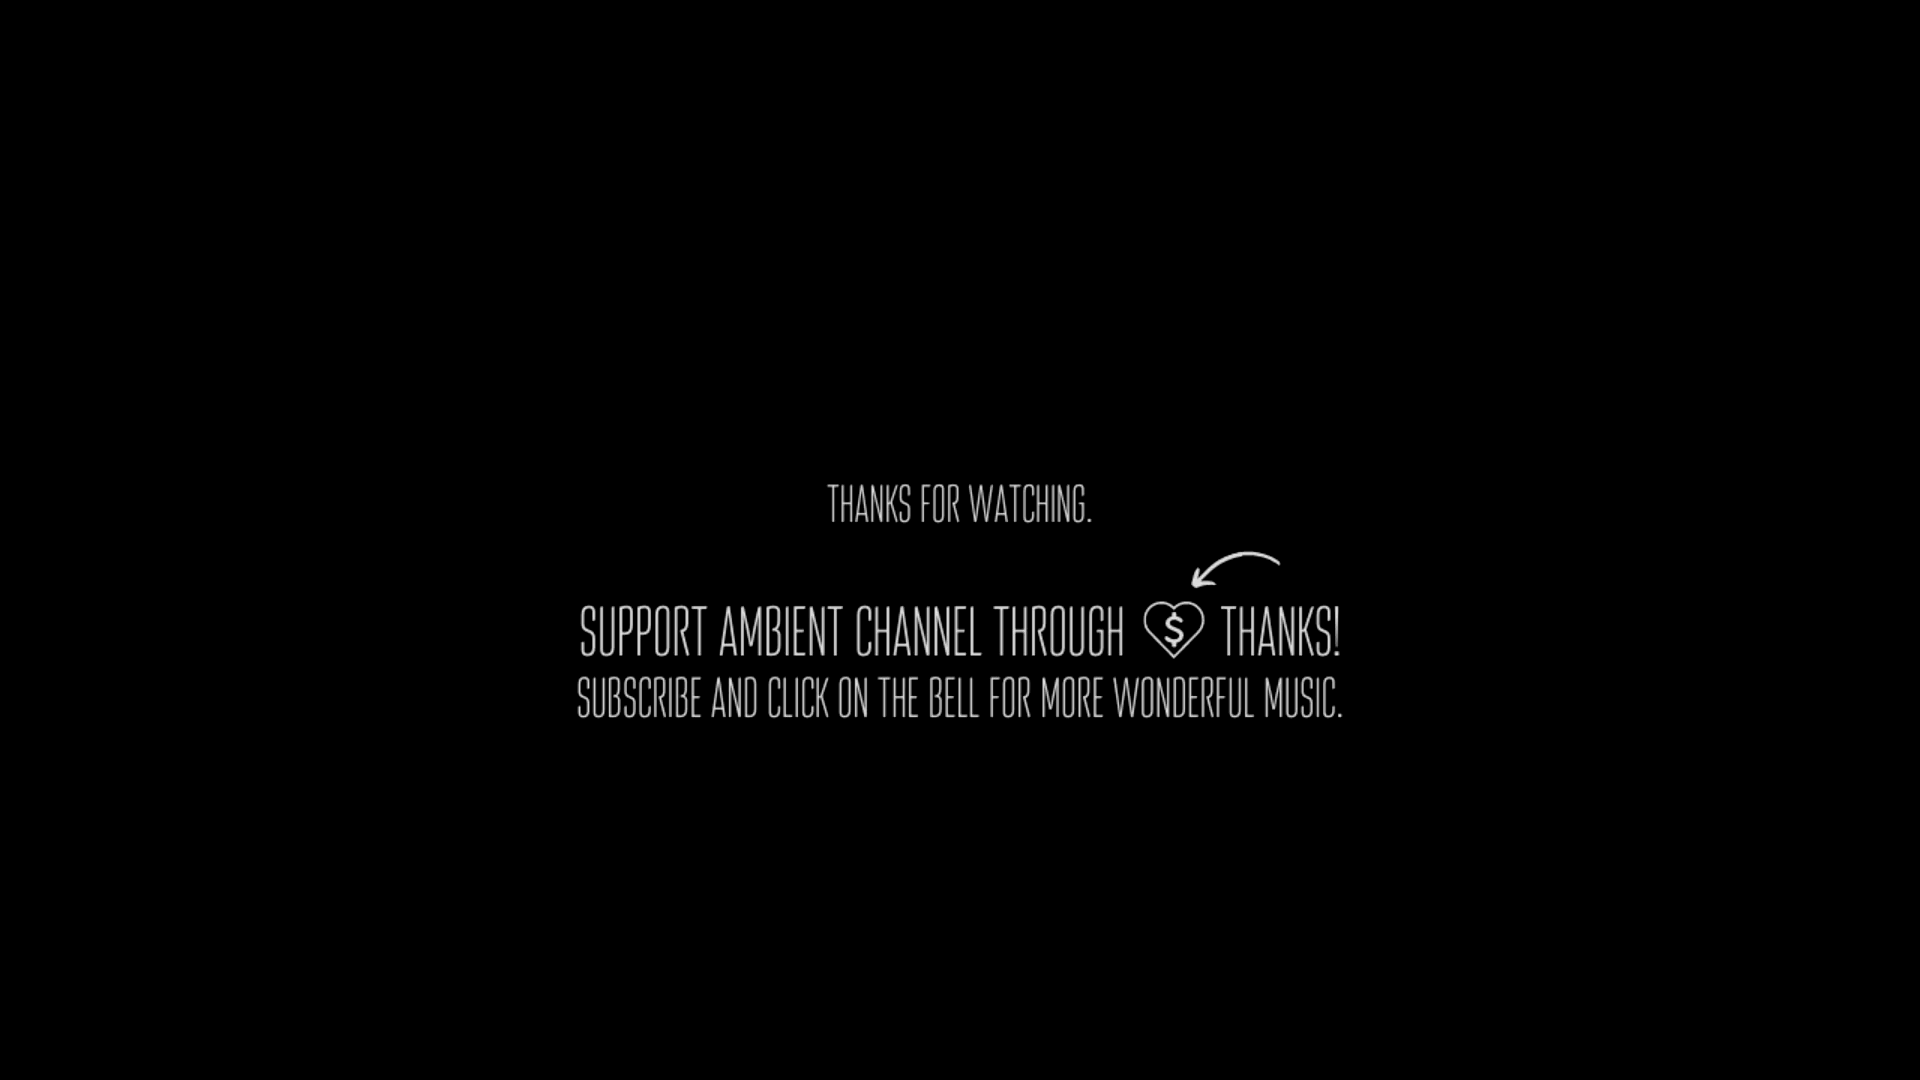 THANKS FOR WATCHING.
SUPPORT AMBIENT CHANNEL THROUGH $ THANKS!
SUBSCRIBE AND CLICK ON THE BELL FOR MORE WONDERFUL MUSIC.